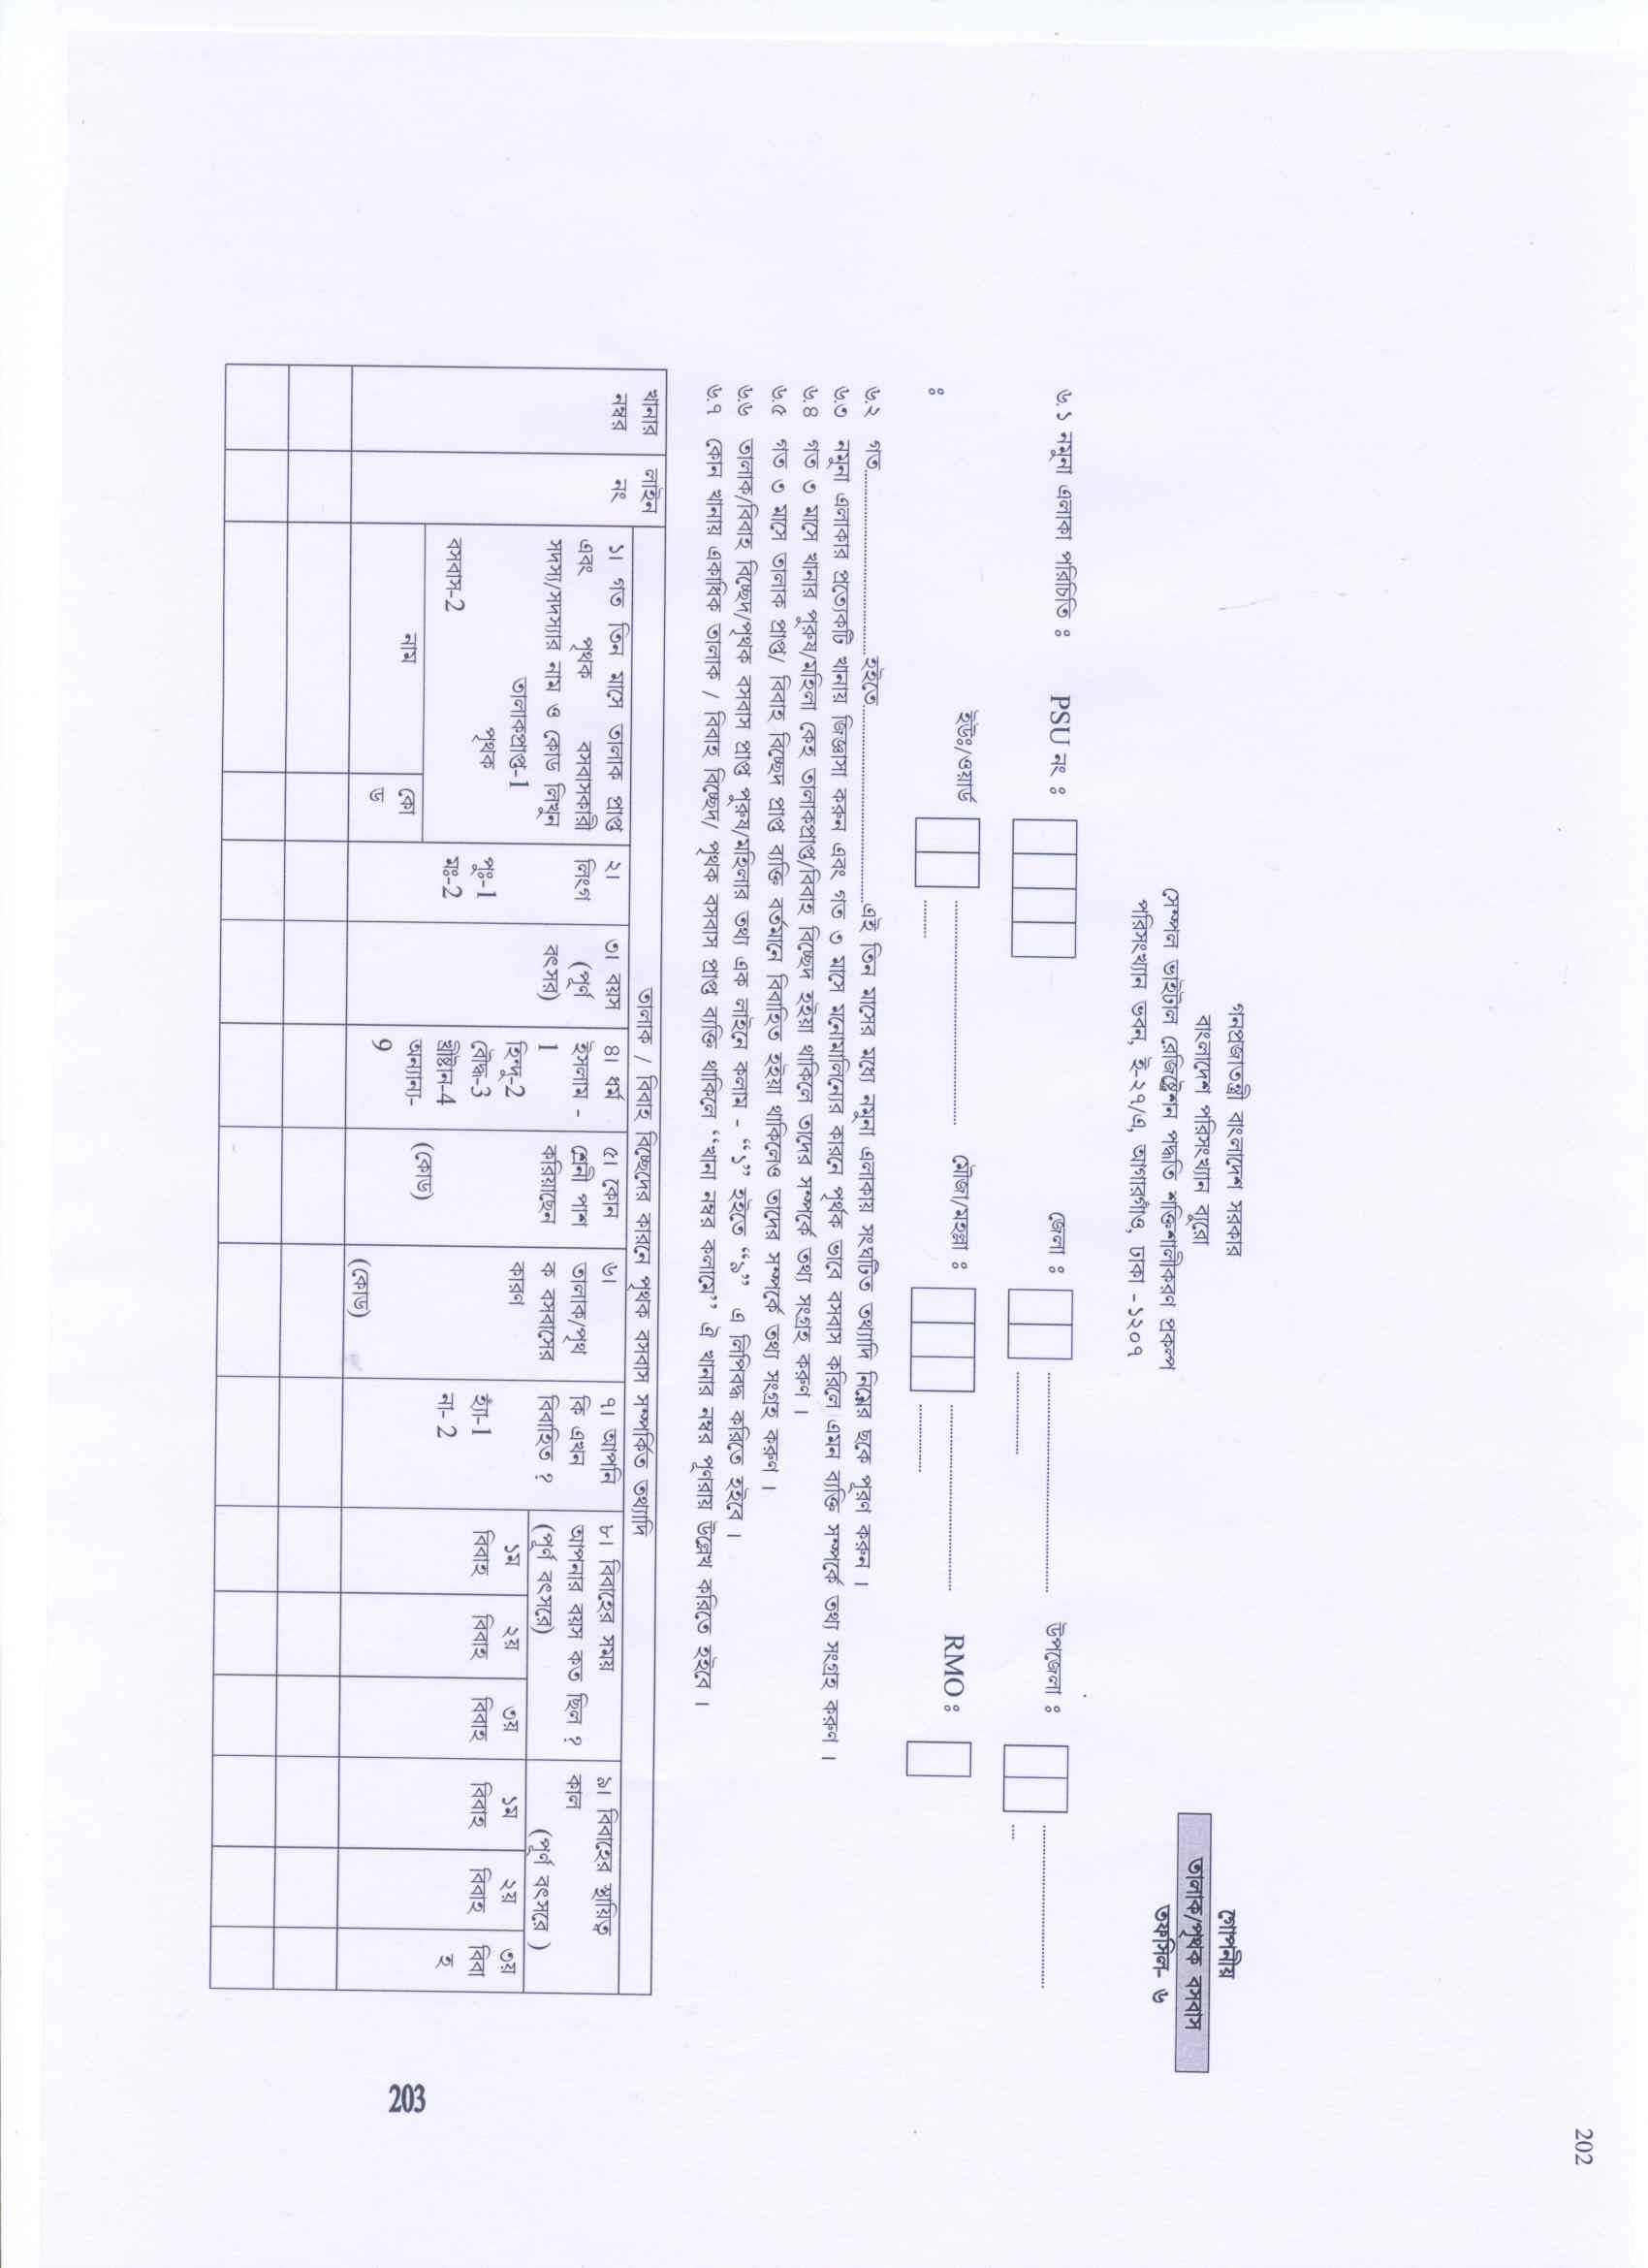 202
গোপনীয়
তালাক/পৃথক বসবাস
তফসিল- ৬
গনপ্রজাতন্ত্রী বাংলাদেশ সরকার
বাংলাদেশ পরিসংখ্যান ব্যুরো
সেম্পল ভাইটাল রেজিষ্ট্রেশন পদ্ধতি শক্তিশালীকরণ প্রকল্প
পরিসংখ্যান ভবন, ই-২৭/এ, আগারগাঁও, ঢাকা - ১২০৭
৬.১ নমুনা এলাকা পরিচিতি ঃ PSU নং ঃ জেলা ঃ উপজেলা ঃ
ইউঃ/ওয়ার্ড মৌজা/মহল্লা ঃ RMO ঃ
ঃ
৬.২ গত.................হইতে.................এই তিন মাসের মধ্যে নমুনা এলাকায় সংঘটিত তথ্যাদি নিম্নের ছকে পুরণ করুন ।
৬.৩ নমুনা এলাকার প্রত্যেকটি খানায় জিজ্ঞাসা করুন এবং গত ৩ মাসে মনোমালিন্যের কারনে পৃর্থক ভাবে বসবাস করিলে এমন ব্যক্তি সম্পর্কে তথ্য সংগ্রহ করুণ ।
৬.৪ গত ৩ মাসে খানার পুরুষ/মহিলা কেহ তালাকপ্রাপ্ত/বিবাহ বিচ্ছেদ হইয়া থাকিলে তাদের সম্পর্কে তথ্য সংগ্রহ করুণ ।
৬.৫ গত ৩ মাসে তালাক প্রাপ্ত/ বিবাহ বিচ্ছেদ প্রাপ্ত ব্যক্তি বর্তমানে বিবাহিত হইয়া থাকিলেও তাদের সম্পর্কে তথ্য সংগ্রহ করুণ ।
৬.৬ তালাক/বিবাহ বিচ্ছেদ/পৃথক বসবাস প্রাপ্ত পুরুষ/মহিলার তথ্য এক লাইনে কলাম - “১” হইতে “৯” এ লিপিবদ্ধ করিতে হইবে ।
৬.৭ কোন খানায় একাধিক তালাক / বিবাহ বিচ্ছেদ/ পৃথক বসবাস প্রাপ্ত ব্যক্তি থাকিলে “খানা নম্বর কলামে” ঐ খানার নম্বর পূণরায় উল্লেখ করিতে হইবে ।
খানার নম্বর
লাইন নং
তালাক / বিবাহ বিচ্ছেদের কারনে পৃথক বসবাস সম্পর্কিত তথ্যাদি
১। গত তিন মাসে তালাক প্রাপ্ত
এবং পৃথক বসবাসকারী
সদস্য/সদস্যার নাম ও কোড লিখুন
তালাকপ্রাপ্ত-1
পৃথক
বসবাস-2
নাম
কো
ড
২।
লিংগ
পুঃ-1
মঃ-2
৩। বয়স
(পূর্ণ
বৎসর)
৪। ধর্ম
ইসলাম -
1
হিন্দু-2
বৌদ্ধ-3
খ্রীষ্টান-4
অন্যান্য-
9
৫। কোন
শ্রেনী পাশ
করিয়াছেন
(কোড)
৬।
তালাক/পৃথ
ক বসবাসের
কারণ
(কোড)
৭। আপনি
কি এখন
বিবাহিত ?
হ্যাঁ-1
না- 2
৮। বিবাহের সময়
আপনার বয়স কত ছিল ?
(পূর্ণ বৎসরে)
১ম
বিবাহ
২য়
বিবাহ
৩য়
বিবাহ
৯। বিবাহের স্থায়িত্ব
কাল
(পূর্ণ বৎসরে )
১ম
বিবাহ
২য়
বিবাহ
৩য়
বিবা
হ
203